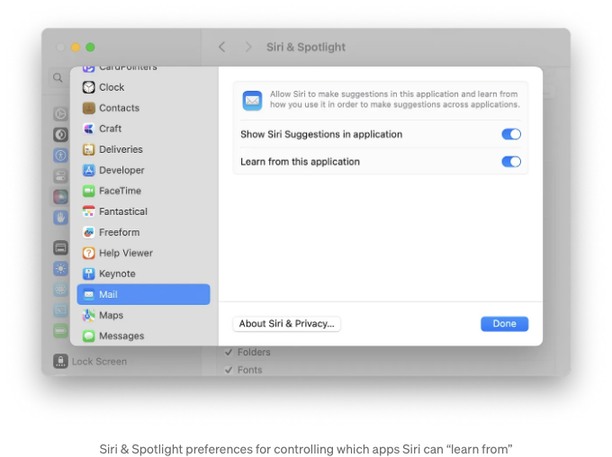 Siri & Spotlight
CardPointers
Clock
Contacts
Craft
Deliveries
Developer
FaceTime
Fantastical
Freeform
Help Viewer
Keynote
Mail
Maps
Messages
Allow Siri to make suggestions in this application and learn from
how you use it in order to make suggestions across applications.
Show Siri Suggestions in application
Learn from this application
About Siri & Privacy...
Done
Lock Screen
Folders
Fonts
Siri & Spotlight preferences for controlling which apps Siri can “learn from”